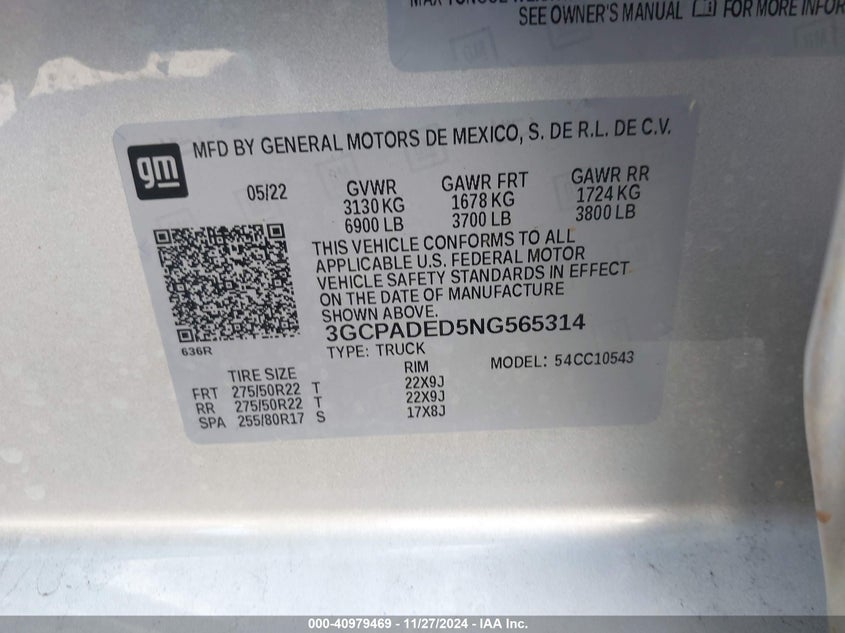 SEE OWNER'S MANUAL FOR MORE INFOR
gm
MFD BY GENERAL MOTORS DE MEXICO, S. DE R.L. DE C.V.
05/22 GVWR GAWR FRT GAWR RR
3130 KG 1678 KG 1724 KG
6900 LB 3700 LB 3800 LB
THIS VEHICLE CONFORMS TO ALL
APPLICABLE U.S. FEDERAL MOTOR
VEHICLE SAFETY STANDARDS IN EFFECT
ON THE DATE OF MANUFACTURE
SHOWN ABOVE.
3GCPADED5NG565314
636R
TYPE: TRUCK MODEL: 54CC10543
TIRE SIZE RIM
FRT 275/50R22 T 22X9J
RR 275/50R22 T 22X9J
SPA 255/80R17 S 17X8J
000-40979469 - 11/27/2024 - IAA Inc.